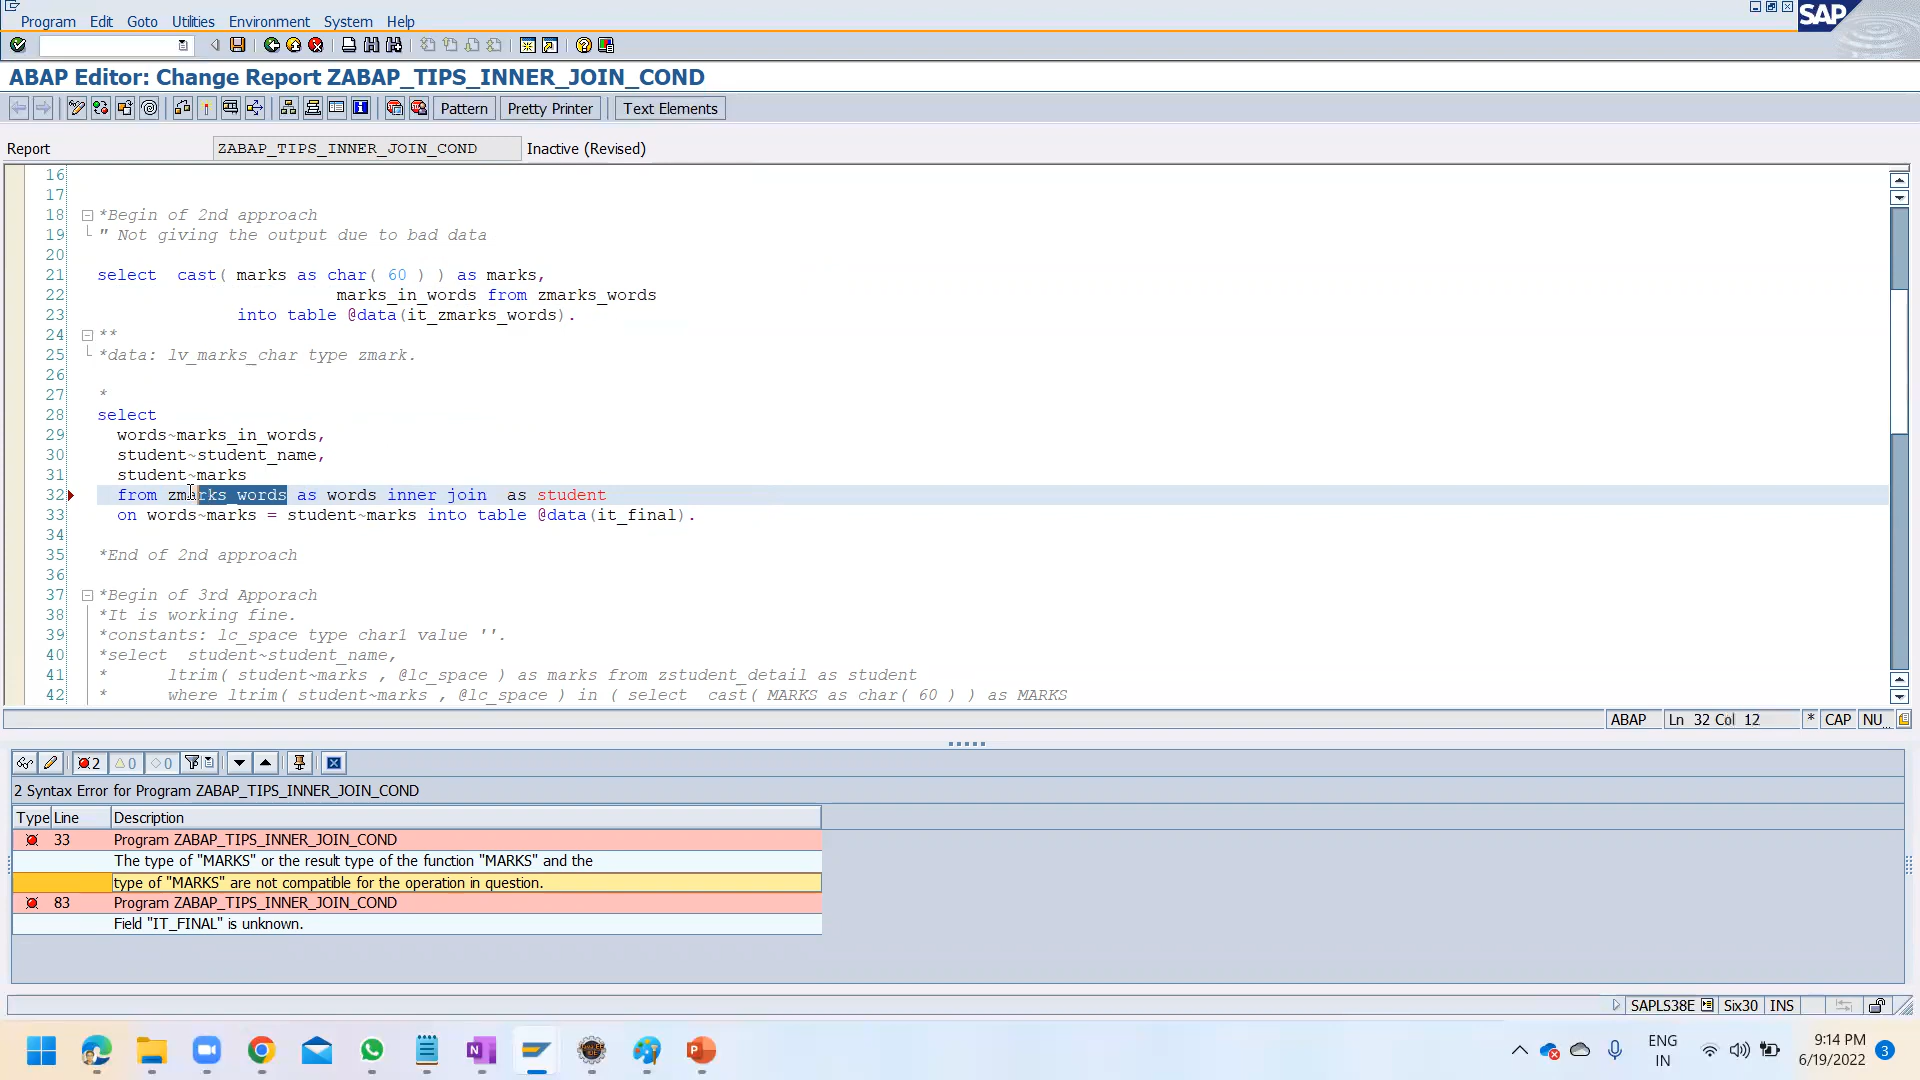 Program Edit Goto Utilities Environment System Help
SAP
ABAP Editor: Change Report ZABAP_TIPS_INNER_JOIN_COND
Pattern Pretty Printer Text Elements
Report ZABAP_TIPS_INNER_JOIN_COND Inactive (Revised)
16
17
18 *Begin of 2nd approach
19 " Not giving the output due to bad data
20
21 select cast( marks as char( 60 ) ) as marks,
22 marks_in_words from zmarks_words
23 into table @data(it_zmarks_words).
24 **
25 *data: lv_marks_char type zmark.
26
27 *
28 select
29 words~marks_in_words,
30 student~student_name,
31 student~marks
32 from zmarks_words as words inner join as student
33 on words~marks = student~marks into table @data(it_final).
34
35 *End of 2nd approach
36
37 *Begin of 3rd Apporach
38 *It is working fine.
39 *constants: lc_space type char1 value ''.
40 *select student~student_name,
41 * ltrim( student~marks , @lc_space ) as marks from zstudent_detail as student
42 * where ltrim( student~marks , @lc_space ) in ( select cast( MARKS as char( 60 ) ) as MARKS
ABAP Ln 32 Col 12 * CAP NU...
2 0 0
2 Syntax Error for Program ZABAP_TIPS_INNER_JOIN_COND
Type Line Description
33 Program ZABAP_TIPS_INNER_JOIN_COND
The type of "MARKS" or the result type of the function "MARKS" and the
type of "MARKS" are not compatible for the operation in question.
83 Program ZABAP_TIPS_INNER_JOIN_COND
Field "IT_FINAL" is unknown.
SAPLS38E Six30 INS
ENG
IN
9:14 PM
6/19/2022
3